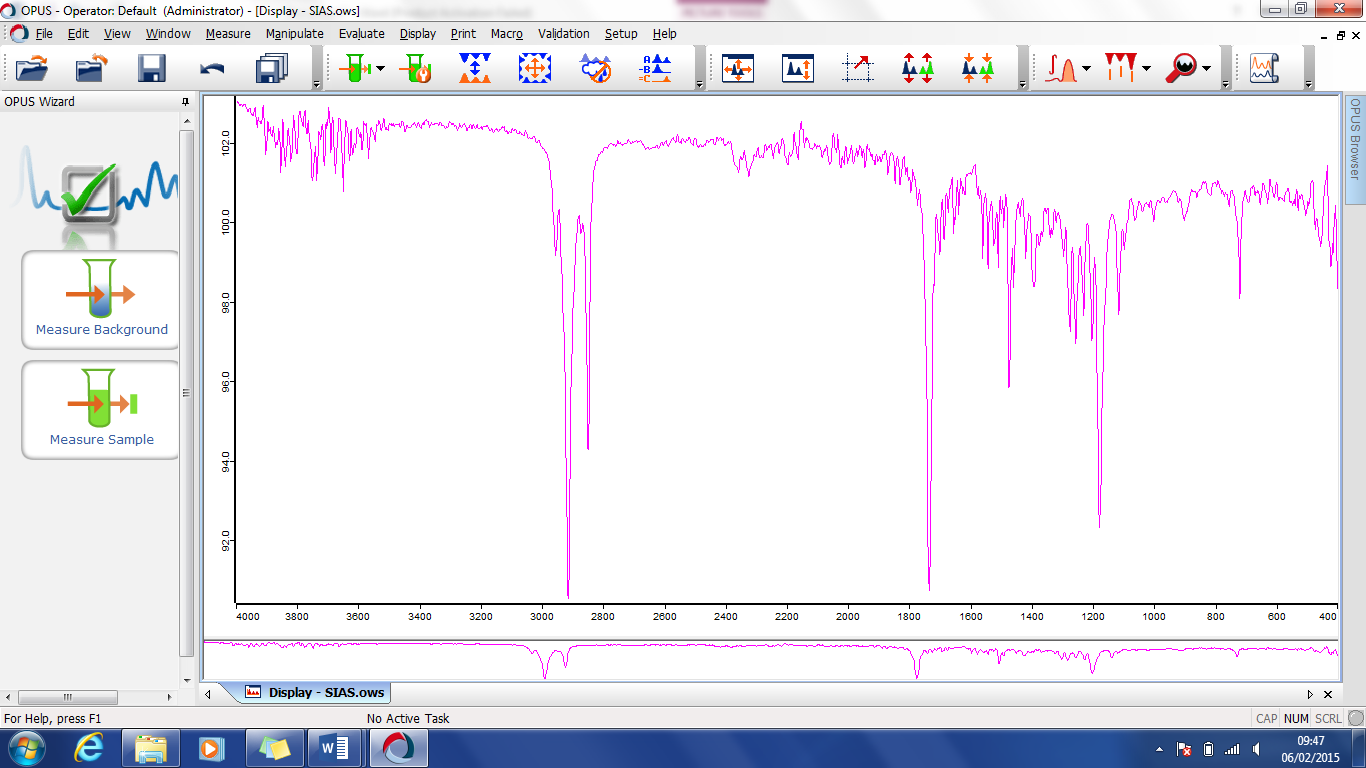 OPUS - Operator: Default (Administrator) - [Display - SIAS.ows]
File Edit View Window Measure Manipulate Evaluate Display Print Macro Validation Setup Help
A
B
C
OPUS Wizard
Measure Background
Measure Sample
102.0
100.0
98.0
96.0
94.0
92.0
4000 3800 3600 3400 3200 3000 2800 2600 2400 2200 2000 1800 1600 1400 1200 1000 800 600 400
OPUS Browser
Display - SIAS.ows
For Help, press F1
No Active Task
CAP NUM SCRL
W
09:47
06/02/2015